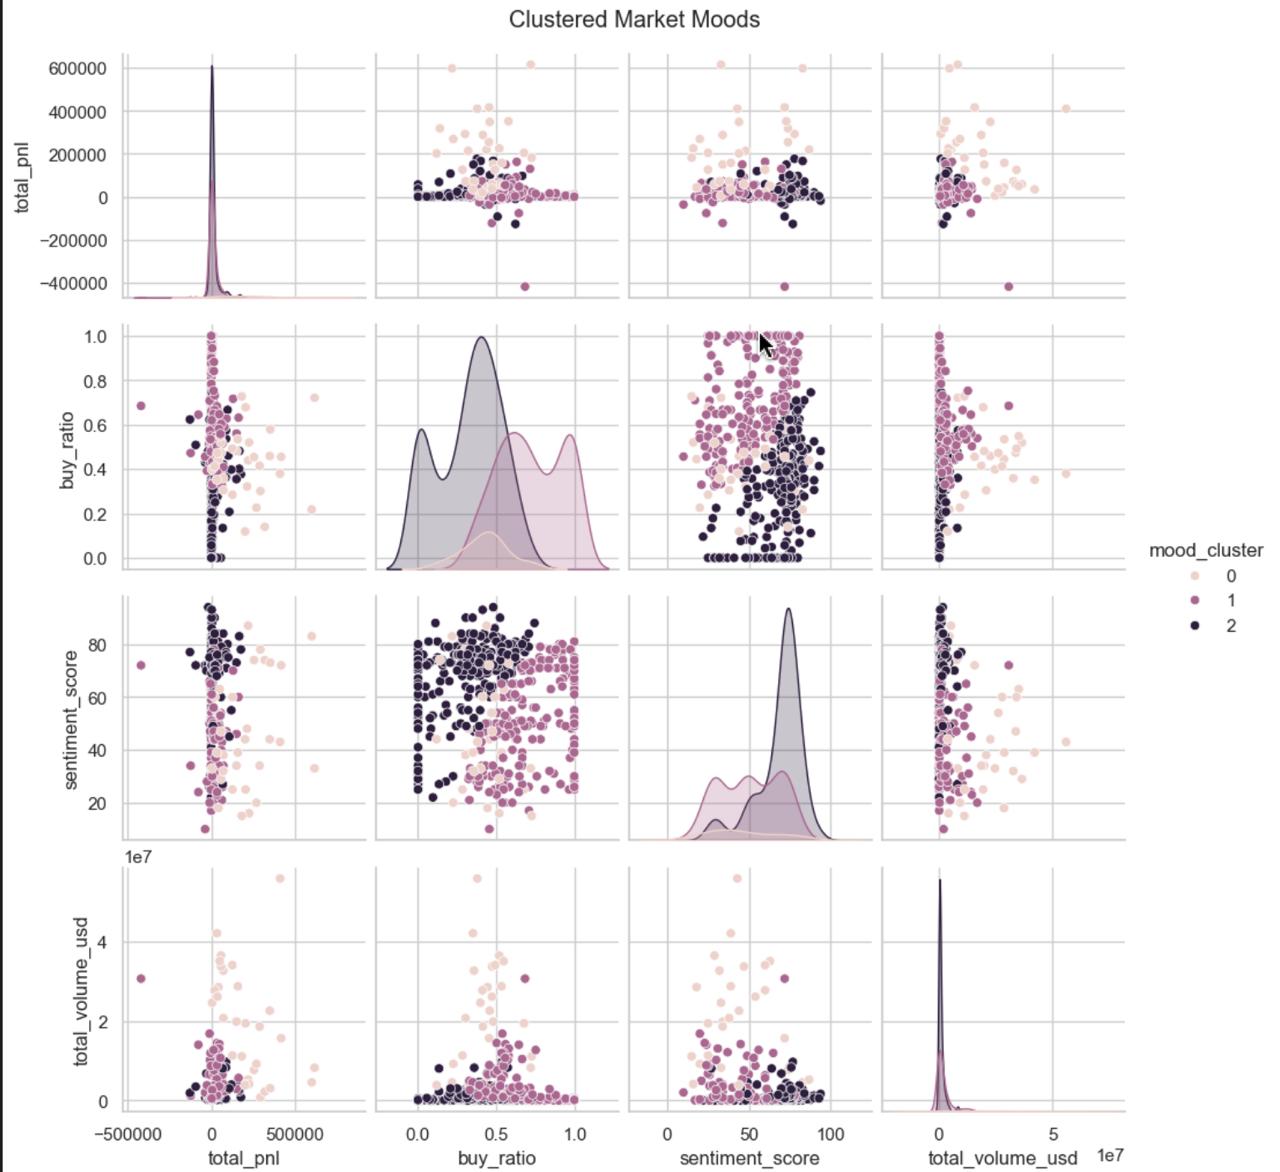 Clustered Market Moods
600000
400000
200000
0
−200000
−400000
total_pnl
1.0
0.8
0.6
0.4
0.2
0.0
buy_ratio
mood_cluster
0
1
2
80
60
40
20
sentiment_score
1e7
4
2
0
total_volume_usd
−500000 0 500000
0.0 0.5 1.0
0 50 100
0 5
1e7
total_pnl
buy_ratio
sentiment_score
total_volume_usd